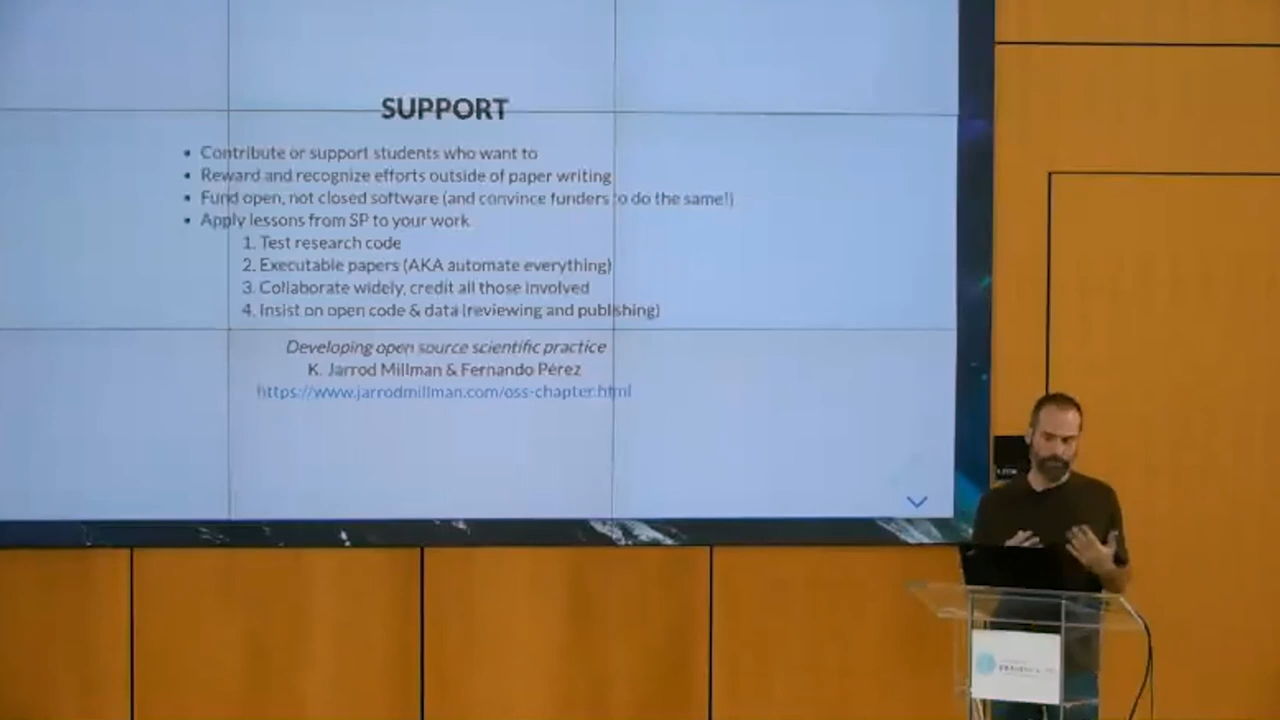 SUPPORT
• Contribute or support students who want to
• Reward and recognize efforts outside of paper writing
• Fund open, not closed software (and convince funders to do the same!)
• Apply lessons from SP to your work
1. Test research code
2. Executable papers (AKA automate everything)
3. Collaborate widely, credit all those involved
4. Insist on open code & data (reviewing and publishing)
Developing open source scientific practice
K. Jarrod Millman & Fernando Pérez
https://www.jarrodmillman.com/oss-chapter.html